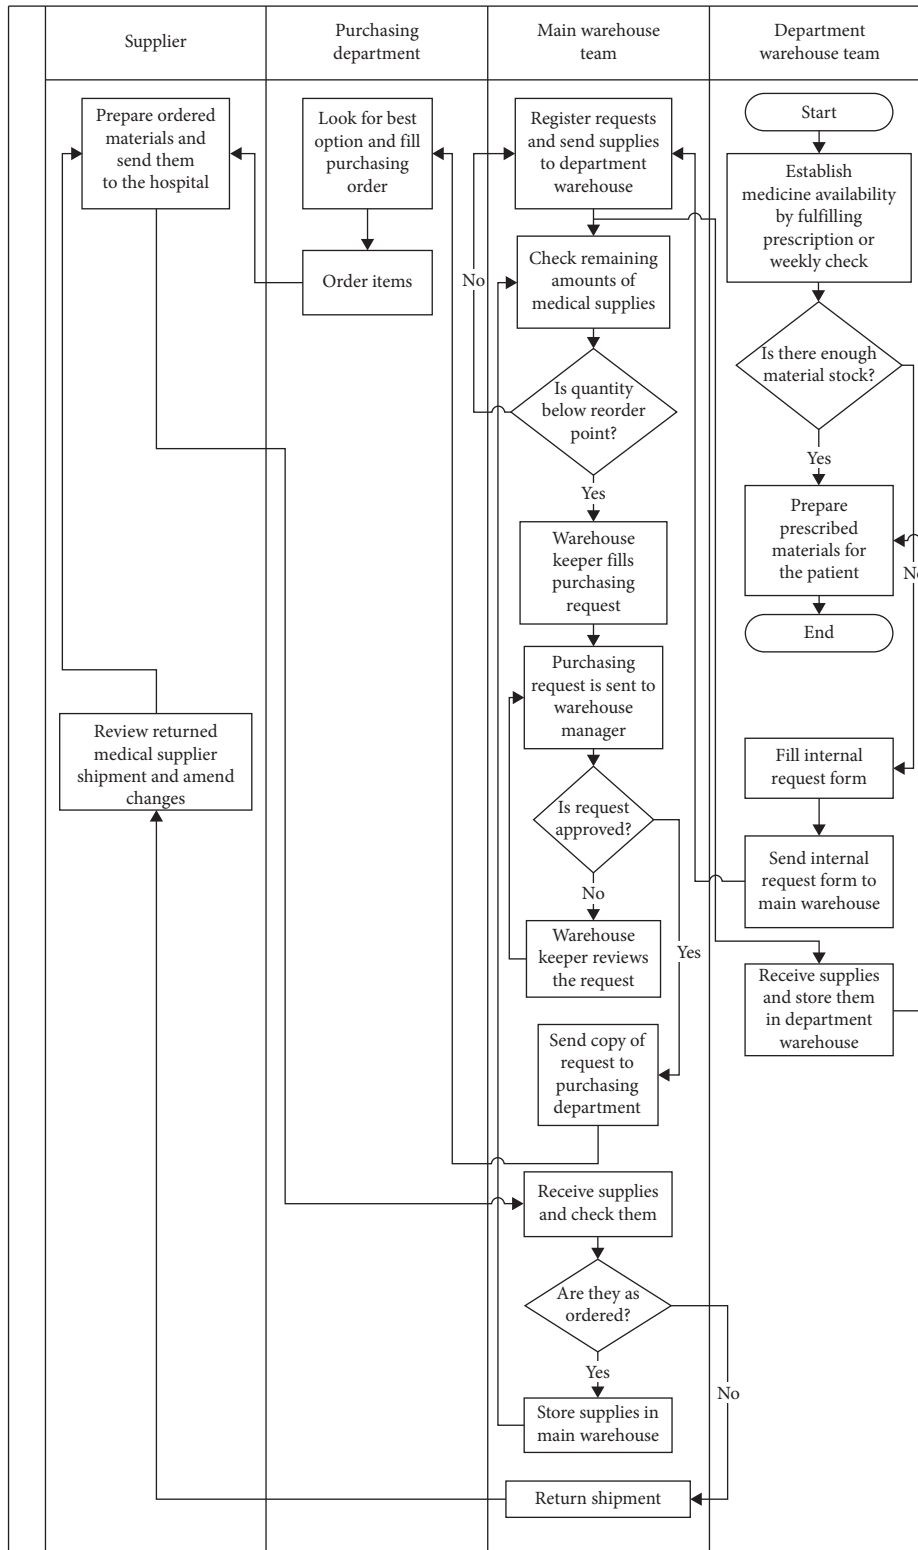 Supplier
Purchasing
department
Main warehouse
team
Department
warehouse team
Prepare ordered
materials and
send them
to the hospital
Look for best
option and fill
purchasing
order
Order items
Register requests
and send supplies
to department
warehouse
No
Check remaining
amounts of
medical supplies
Is quantity
below reorder
point?
Yes
Warehouse
keeper fills
purchasing
request
Purchasing
request is sent to
warehouse
manager
Is request
approved?
No
Yes
Warehouse
keeper reviews
the request
Send copy of
request to
purchasing
department
Receive supplies
and check them
Are they as
ordered?
Yes
No
Store supplies in
main warehouse
Return shipment
Review returned
medical supplier
shipment and amend
changes
Start
Establish
medicine availability
by fulfilling
prescription or
weekly check
Is there enough
material stock?
Yes
No
Prepare
prescribed
materials for
the patient
End
Fill internal
request form
Send internal
request form to
main warehouse
Receive supplies
and store them
in department
warehouse